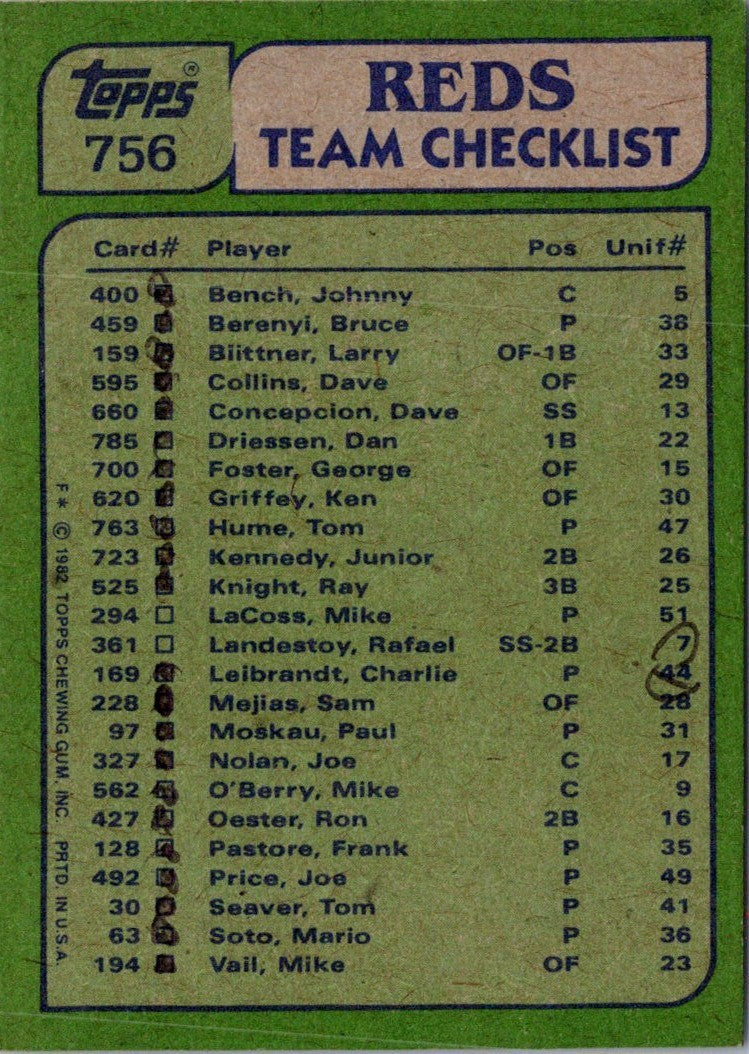 topps®
756
REDS
TEAM CHECKLIST
Card# Player Pos Unif#
400 Bench, Johnny C 5
459 Berenyi, Bruce P 38
159 Biittner, Larry OF-1B 33
595 Collins, Dave OF 29
660 Concepcion, Dave SS 13
785 Driessen, Dan 1B 22
700 Foster, George OF 15
620 Griffey, Ken OF 30
763 Hume, Tom P 47
723 Kennedy, Junior 2B 26
525 Knight, Ray 3B 25
294 LaCoss, Mike P 51
361 Landestoy, Rafael SS-2B 7
169 Leibrandt, Charlie P 44
228 Mejias, Sam OF 28
97 Moskau, Paul P 31
327 Nolan, Joe C 17
562 O'Berry, Mike C 9
427 Oester, Ron 2B 16
128 Pastore, Frank P 35
492 Price, Joe P 49
30 Seaver, Tom P 41
63 Soto, Mario P 36
194 Vail, Mike OF 23
F* © 1982 TOPPS CHEWING GUM, INC. PRTD. IN U.S.A.